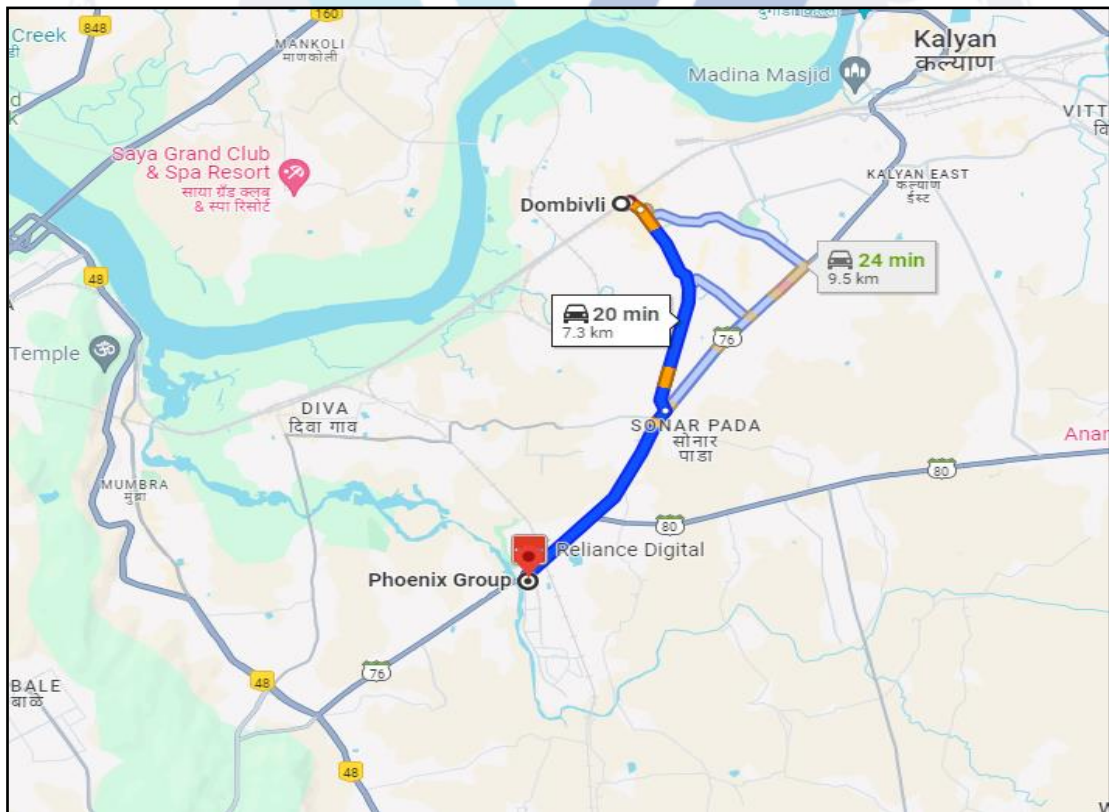 160
848
Creek
MANKOLI
माणकोली
Kalyan
कल्याण
Madina Masjid
VITT
वि
Saya Grand Club
& Spa Resort
साया ग्रँड क्लब
& स्पा रिसोर्ट
KALYAN EAST
कल्याण
ईस्ट
Dombivli
24 min
9.5 km
48
20 min
7.3 km
76
Temple
DIVA
दिवा गाव
SONAR PADA
सोनार
पाडा
Anar
80
MUMBRA
मुंब्रा
80
Reliance Digital
Phoenix Group
76
BALE
बाळे
48
48